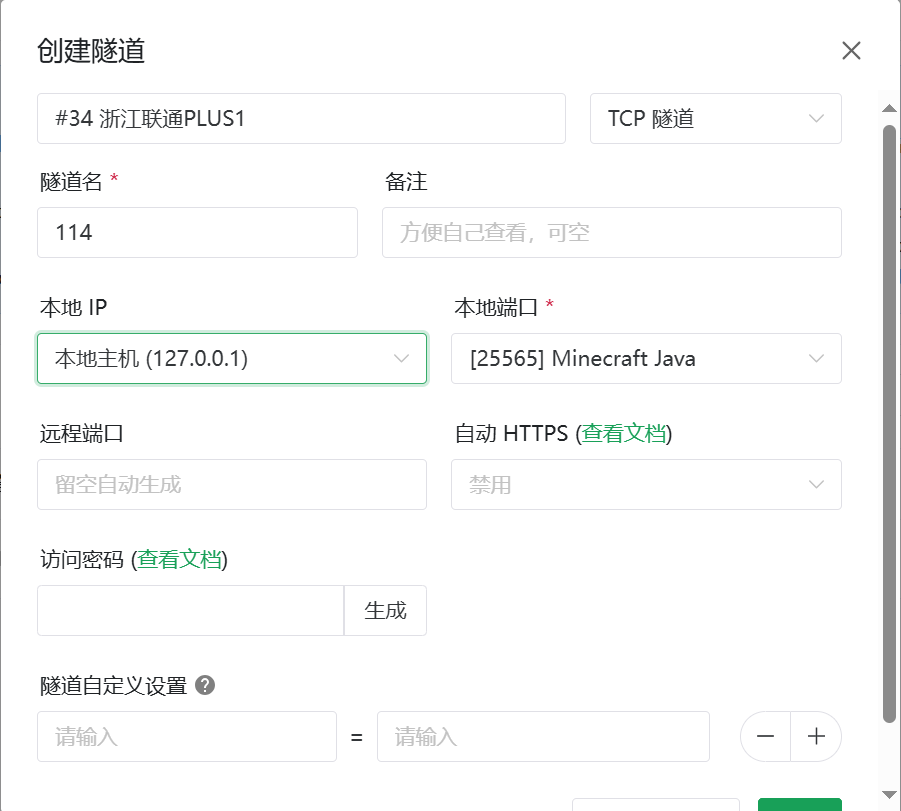 创建隧道
#34 浙江联通PLUS1 TCP 隧道
隧道名 * 备注
114 方便自己查看，可空
本地 IP 本地端口 *
本地主机 (127.0.0.1) [25565] Minecraft Java
远程端口 自动 HTTPS (查看文档)
留空自动生成 禁用
访问密码 (查看文档)
生成
隧道自定义设置 ?
请输入 = 请输入 − +